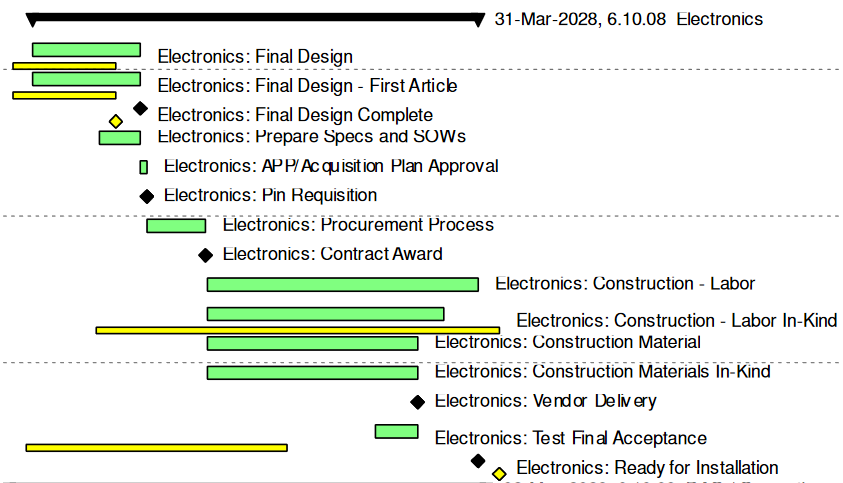 31-Mar-2028, 6.10.08 Electronics
Electronics: Final Design
Electronics: Final Design - First Article
Electronics: Final Design Complete
Electronics: Prepare Specs and SOWs
Electronics: APP/Acquisition Plan Approval
Electronics: Pin Requisition
Electronics: Procurement Process
Electronics: Contract Award
Electronics: Construction - Labor
Electronics: Construction - Labor In-Kind
Electronics: Construction Material
Electronics: Construction Materials In-Kind
Electronics: Vendor Delivery
Electronics: Test Final Acceptance
Electronics: Ready for Installation